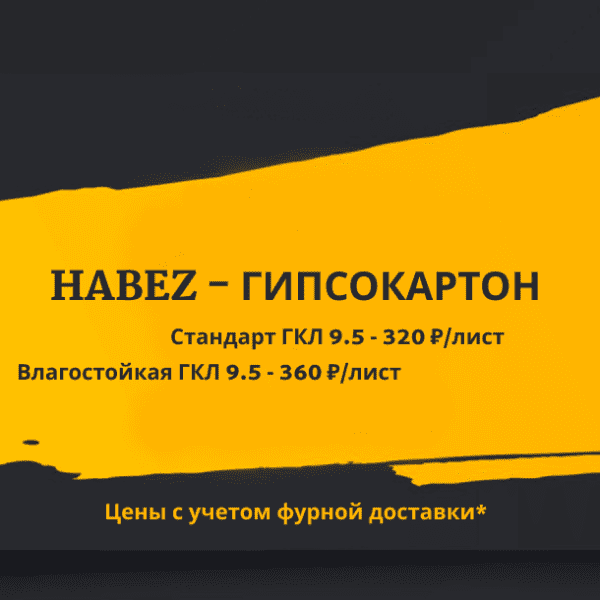 HABEZ - ГИПСОКАРТОН
Стандарт ГКЛ 9.5 - 320 ₽/лист
Влагостойкая ГКЛ 9.5 - 360 ₽/лист
Цены с учетом фурной доставки*